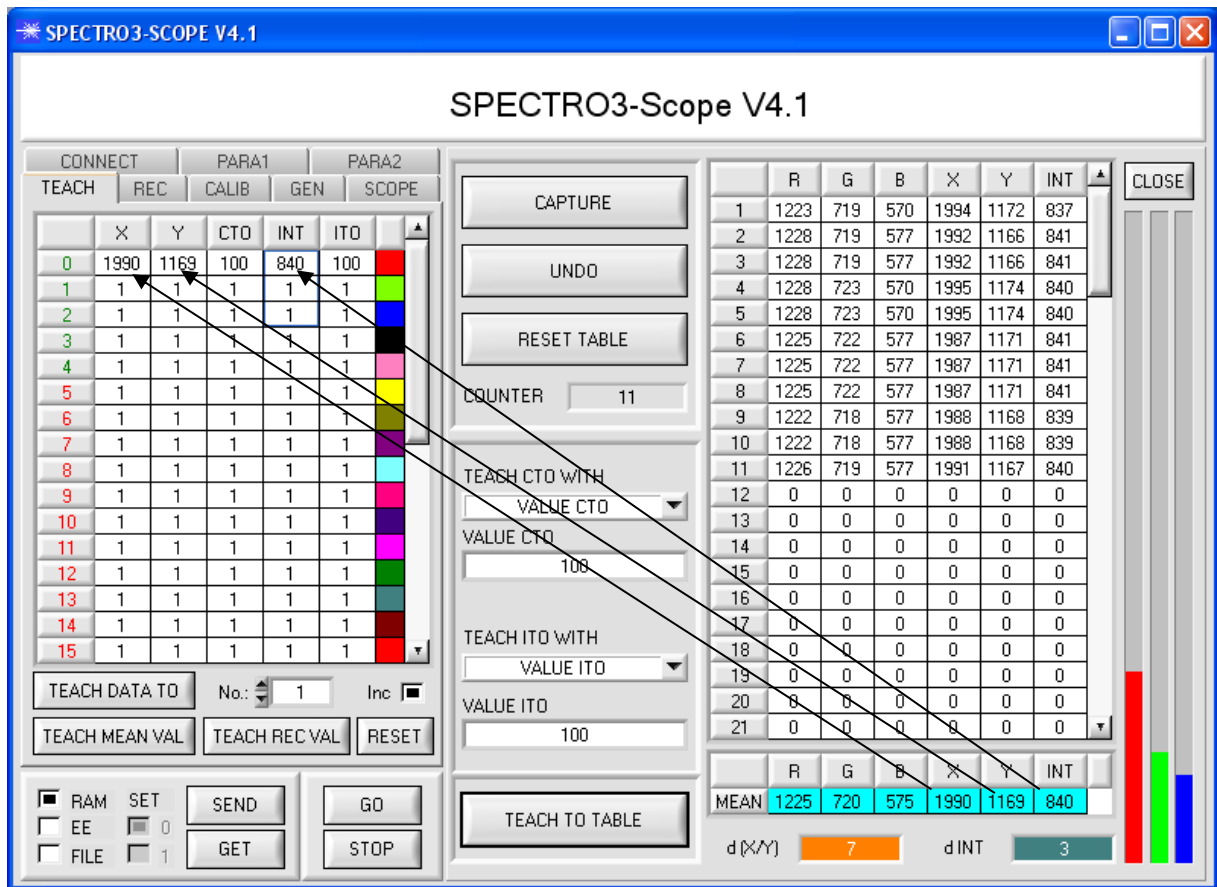 SPECTRO3-SCOPE V4.1
SPECTRO3-Scope V4.1
CONNECT PARA1 PARA2
TEACH REC CALIB GEN SCOPE
X Y CTO INT ITO
0 1990 1169 100 840 100
1 1 1 1 1 1
2 1 1 1 1 1
3 1 1 1 1 1
4 1 1 1 1 1
5 1 1 1 1 1
6 1 1 1 1 1
7 1 1 1 1 1
8 1 1 1 1 1
9 1 1 1 1 1
10 1 1 1 1 1
11 1 1 1 1 1
12 1 1 1 1 1
13 1 1 1 1 1
14 1 1 1 1 1
15 1 1 1 1 1
TEACH DATA TO No.: 1 Inc
TEACH MEAN VAL TEACH REC VAL RESET
RAM SET SEND GO
EE 0
FILE 1 GET STOP
CAPTURE
UNDO
RESET TABLE
COUNTER 11
TEACH CTO WITH
VALUE CTO
VALUE CTO
100
TEACH ITO WITH
VALUE ITO
VALUE ITO
100
TEACH TO TABLE
R G B X Y INT
1 1223 719 570 1994 1172 837
2 1228 719 577 1992 1166 841
3 1228 719 577 1992 1166 841
4 1228 723 570 1995 1174 840
5 1228 723 570 1995 1174 840
6 1225 722 577 1987 1171 841
7 1225 722 577 1987 1171 841
8 1225 722 577 1987 1171 841
9 1222 718 577 1988 1168 839
10 1222 718 577 1988 1168 839
11 1226 719 577 1991 1167 840
12 0 0 0 0 0 0
13 0 0 0 0 0 0
14 0 0 0 0 0 0
15 0 0 0 0 0 0
16 0 0 0 0 0 0
17 0 0 0 0 0 0
18 0 0 0 0 0 0
19 0 0 0 0 0 0
20 0 0 0 0 0 0
21 0 0 0 0 0 0
R G B X Y INT
MEAN 1225 720 575 1990 1169 840
d (X/Y) 7 d INT 3
CLOSE